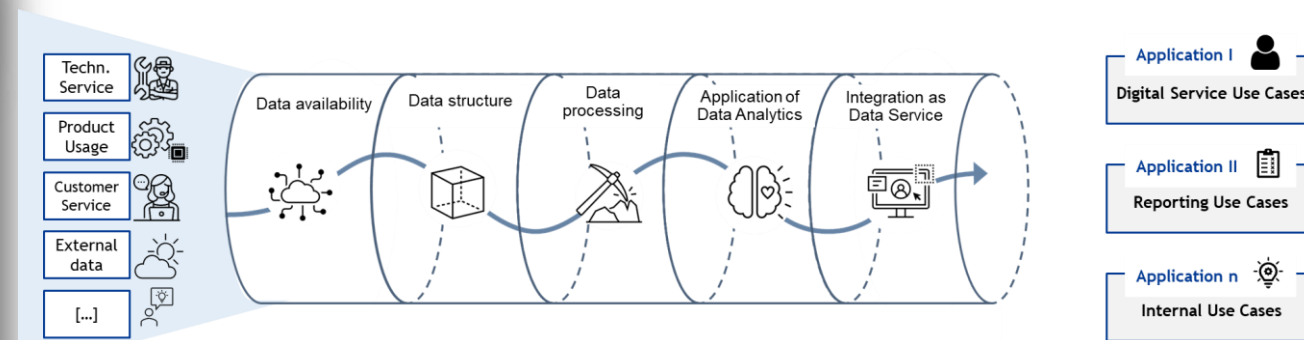 Techn.
Service
Product
Usage
Customer
Service
External
data
[...]
Data availability
Data structure
Data
processing
Application of
Data Analytics
Integration as
Data Service
Application I
Digital Service Use Cases
Application II
Reporting Use Cases
Application n
Internal Use Cases